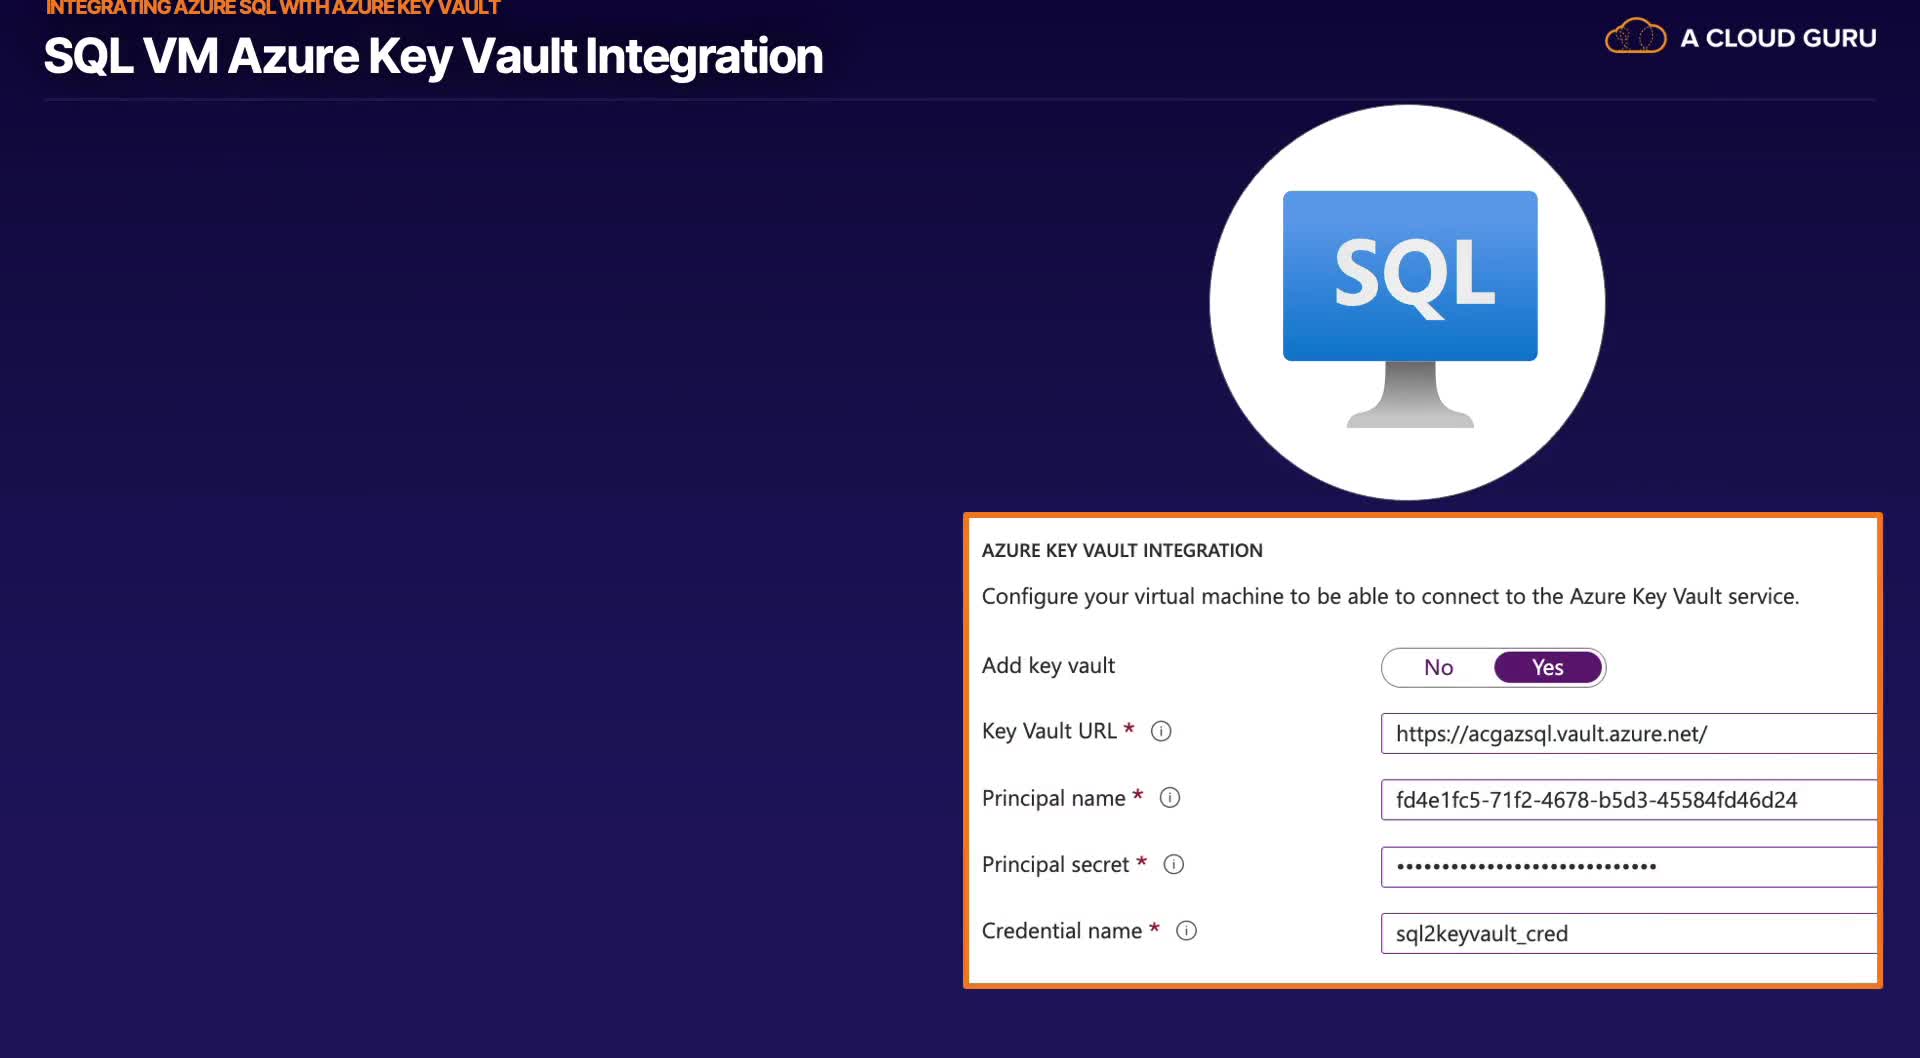 INTEGRATING AZURE SQL WITH AZURE KEY VAULT
SQL VM Azure Key Vault Integration
A CLOUD GURU
SQL
AZURE KEY VAULT INTEGRATION
Configure your virtual machine to be able to connect to the Azure Key Vault service.
Add key vault No Yes
Key Vault URL * https://acgazsql.vault.azure.net/
Principal name * fd4e1fc5-71f2-4678-b5d3-45584fd46d24
Principal secret * •••••••••••••••••••••••••••••
Credential name * sql2keyvault_cred